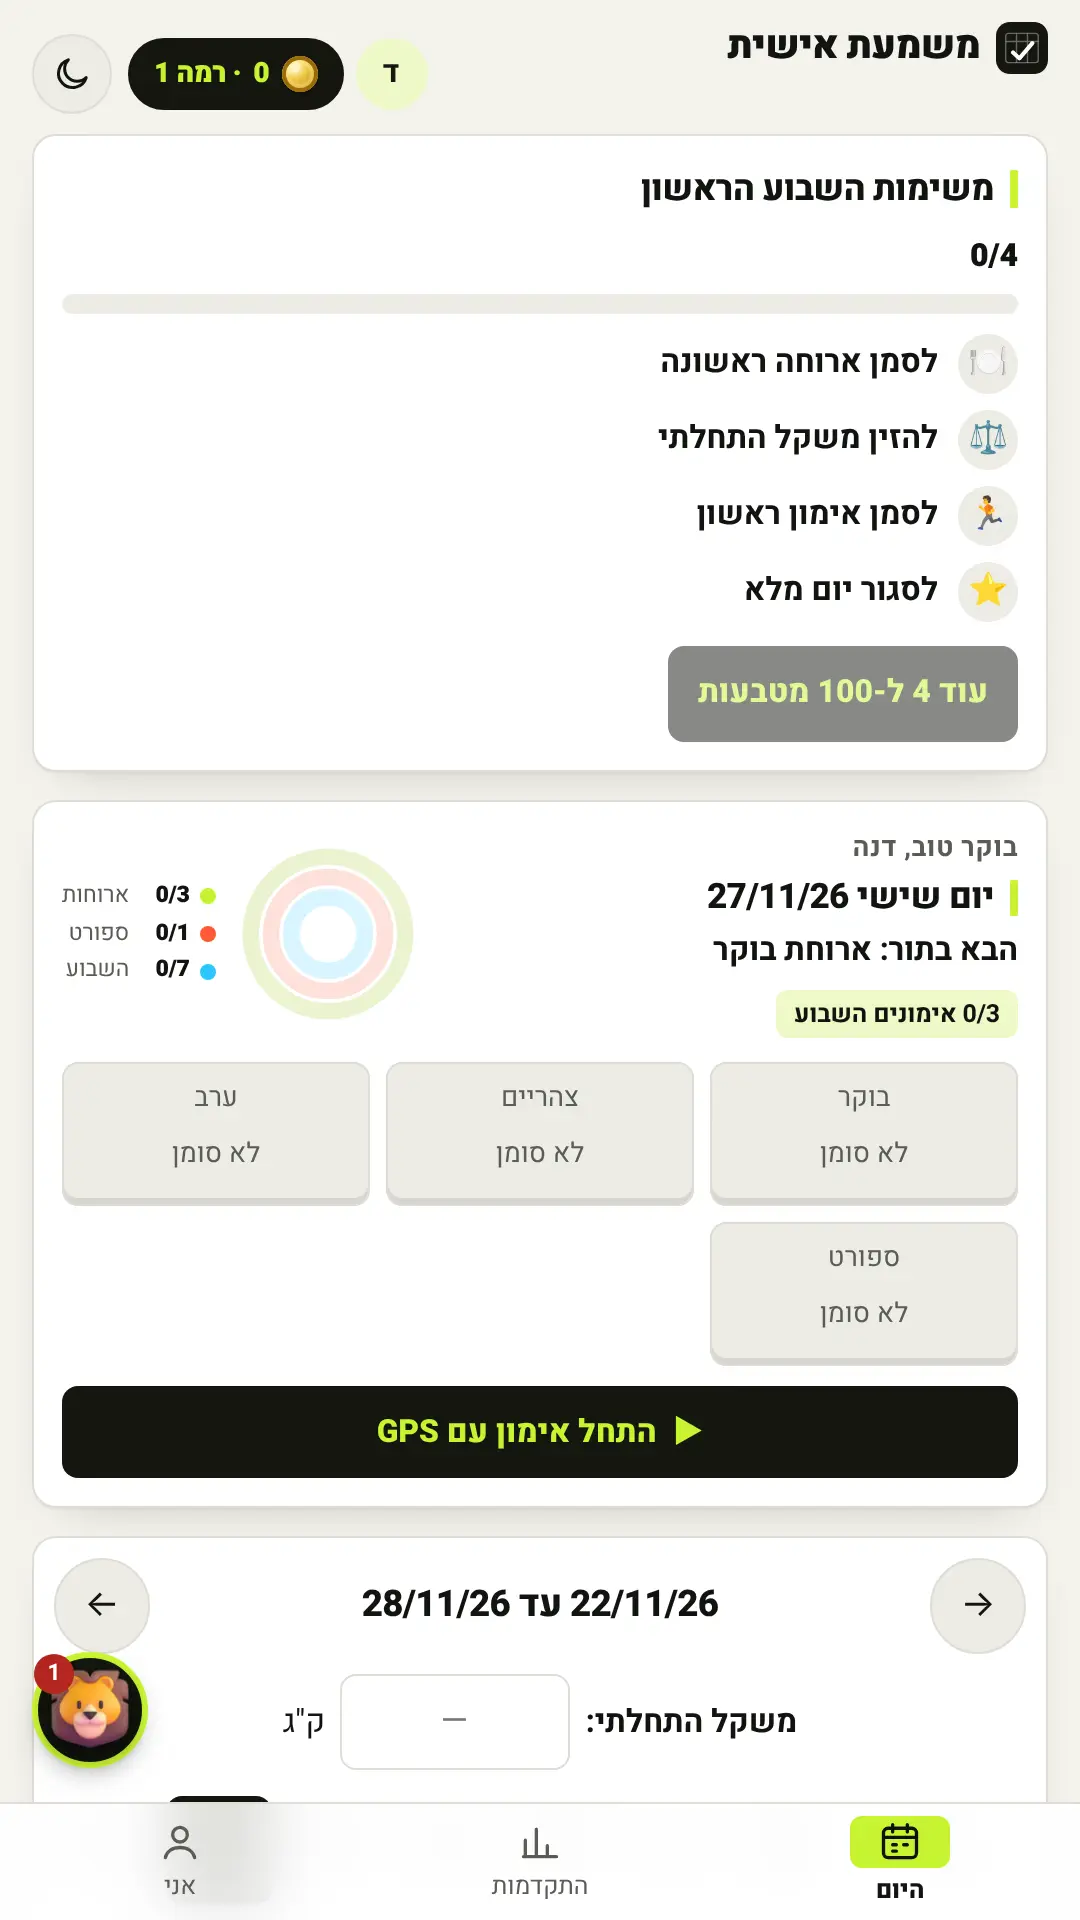 משמעת אישית
ד
0 · רמה 1
משימות השבוע הראשון
0/4
לסמן ארוחה ראשונה
להזין משקל התחלתי
לסמן אימון ראשון
לסגור יום מלא
עוד 4 ל-100 מטבעות
בוקר טוב, דנה
יום שישי 27/11/26
הבא בתור: ארוחת בוקר
0/3 אימונים השבוע
0/3 ארוחות
0/1 ספורט
0/7 השבוע
בוקר
לא סומן
צהריים
לא סומן
ערב
לא סומן
ספורט
לא סומן
התחל אימון עם GPS
22/11/26 עד 28/11/26
משקל התחלתי: — ק"ג
1
היום
התקדמות
אני